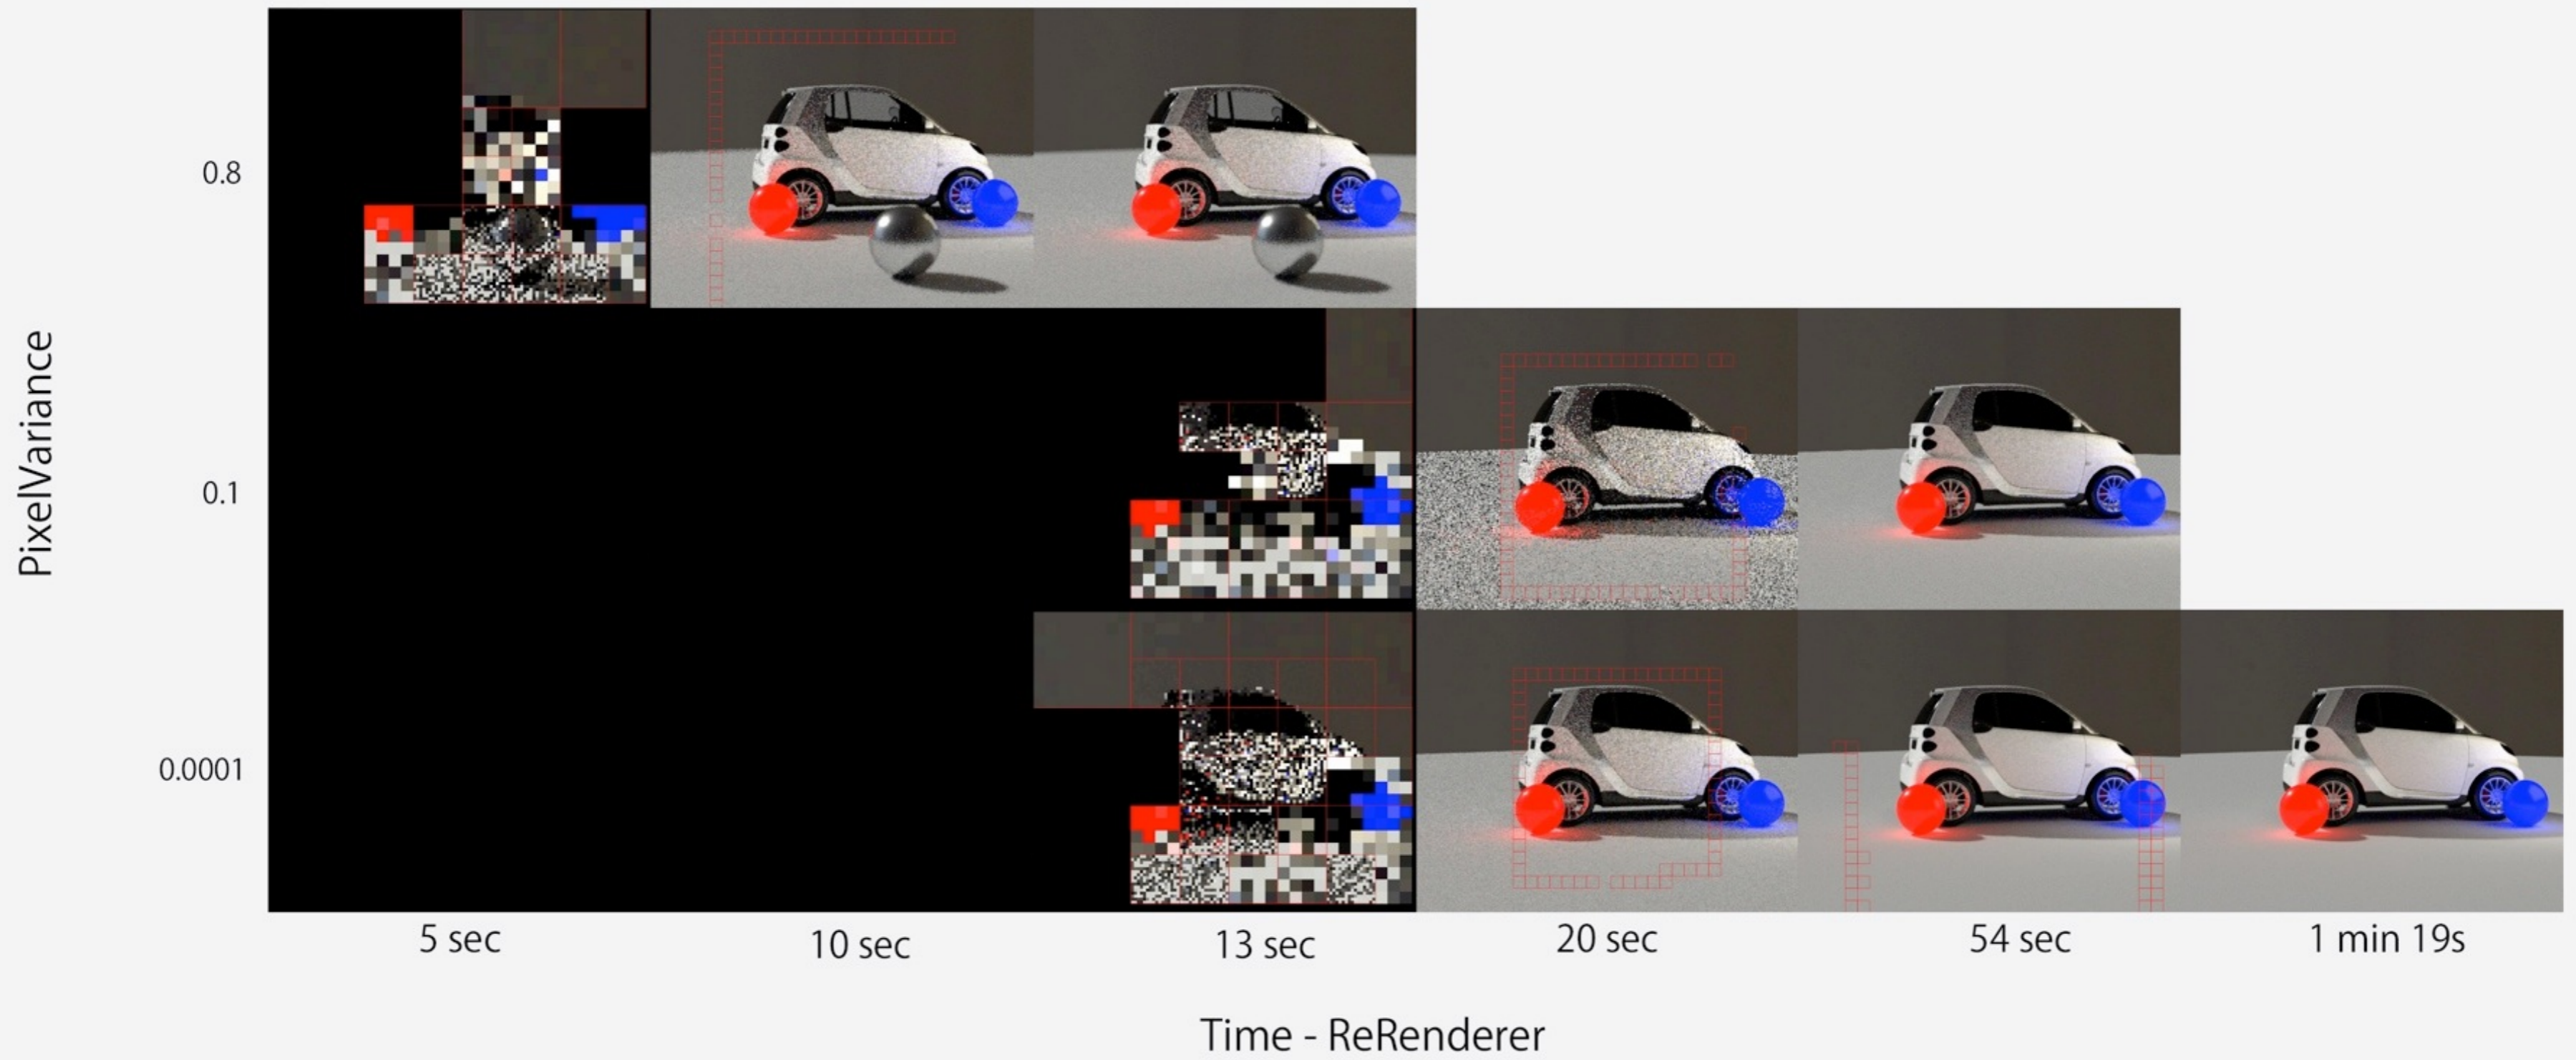 PixelVariance
0.8
0.1
0.0001
5 sec
10 sec
13 sec
20 sec
54 sec
1 min 19s
Time - ReRenderer